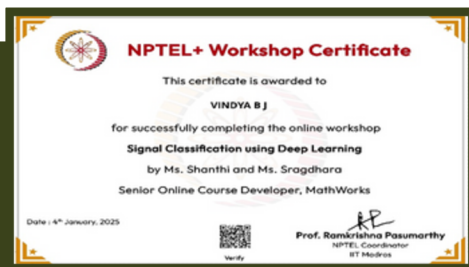 NPTEL+ Workshop Certificate
This certificate is awarded to
VINDYA B J
for successfully completing the online workshop
Signal Classification using Deep Learning
by Ms. Shanthi and Ms. Sragdhara
Senior Online Course Developer, MathWorks
Date : 4th January, 2025
Prof. Ramkrishna Pasumarthy
NPTEL Coordinator
IIT Madras
Verify